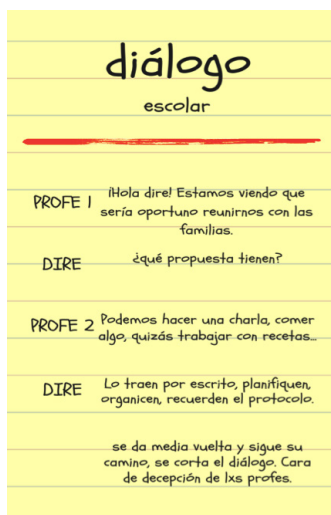 diálogo
escolar
PROFE 1 ¡Hola dire! Estamos viendo que
sería oportuno reunirnos con las
familias.
DIRE ¿qué propuesta tienen?
PROFE 2 Podemos hacer una charla, comer
algo, quizás trabajar con recetas...
DIRE Lo traen por escrito, planifiquen,
organicen, recuerden el protocolo.
se da media vuelta y sigue su
camino, se corta el diálogo. Cara
de decepción de lxs profes.